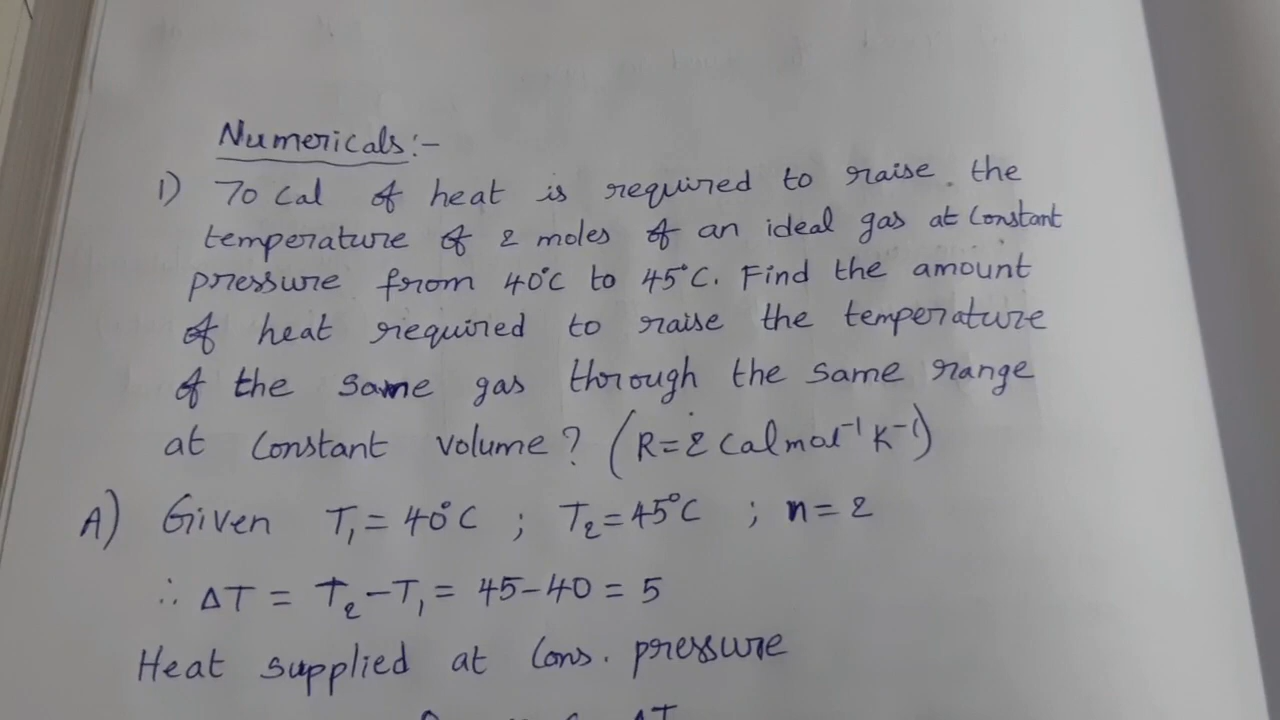 Numericals:-
1) 70 Cal of heat is required to raise the
temperature of 2 moles of an ideal gas at Constant
pressure from 40°C to 45°C. Find the amount
of heat required to raise the temperature
of the same gas through the same range
at Constant volume? (R=2 Cal mol⁻¹ K⁻¹)
A) Given T₁ = 40°C ; T₂ = 45°C ; n = 2
∴ ΔT = T₂-T₁ = 45-40 = 5
Heat supplied at Cons. pressure
ΔT